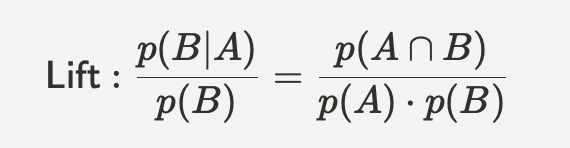 Lift : p(B|A) / p(B) = p(A ∩ B) / p(A) · p(B)